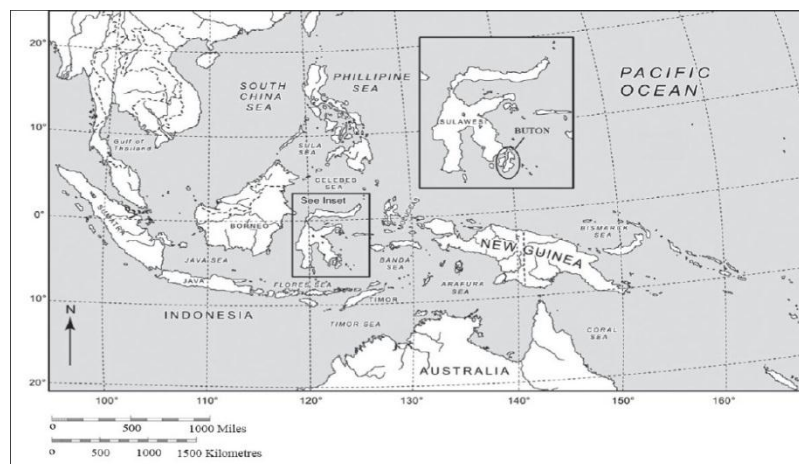 20°
SOUTH
CHINA
SEA
PHILLIPINE
SEA
PACIFIC
OCEAN
SULAWESI
BUTON
10°
Gulf of
Thailand
SULA
SEA
CELEBES SEA
See Inset
0°
SUMATRA
BORNEO
BISMARCK
SEA
NEW GUINEA
JAVA SEA
BANDA
SEA
JAVA
FLORES SEA
ARAFURA
SEA
TIMOR
10°
N
INDONESIA
TIMOR SEA
CORAL
SEA
AUSTRALIA
20°
100°
110°
120°
130°
140°
150°
160°
0 500 1000 Miles
0 500 1000 1500 Kilometres